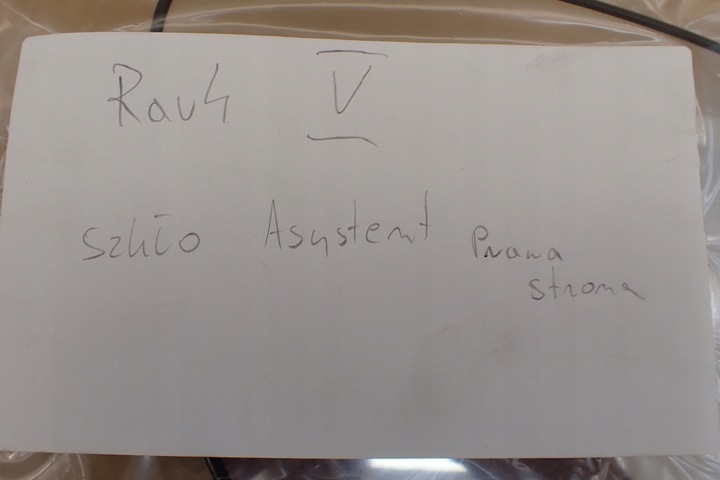 Rav4 V
Szkło Asystent Prawa
strona